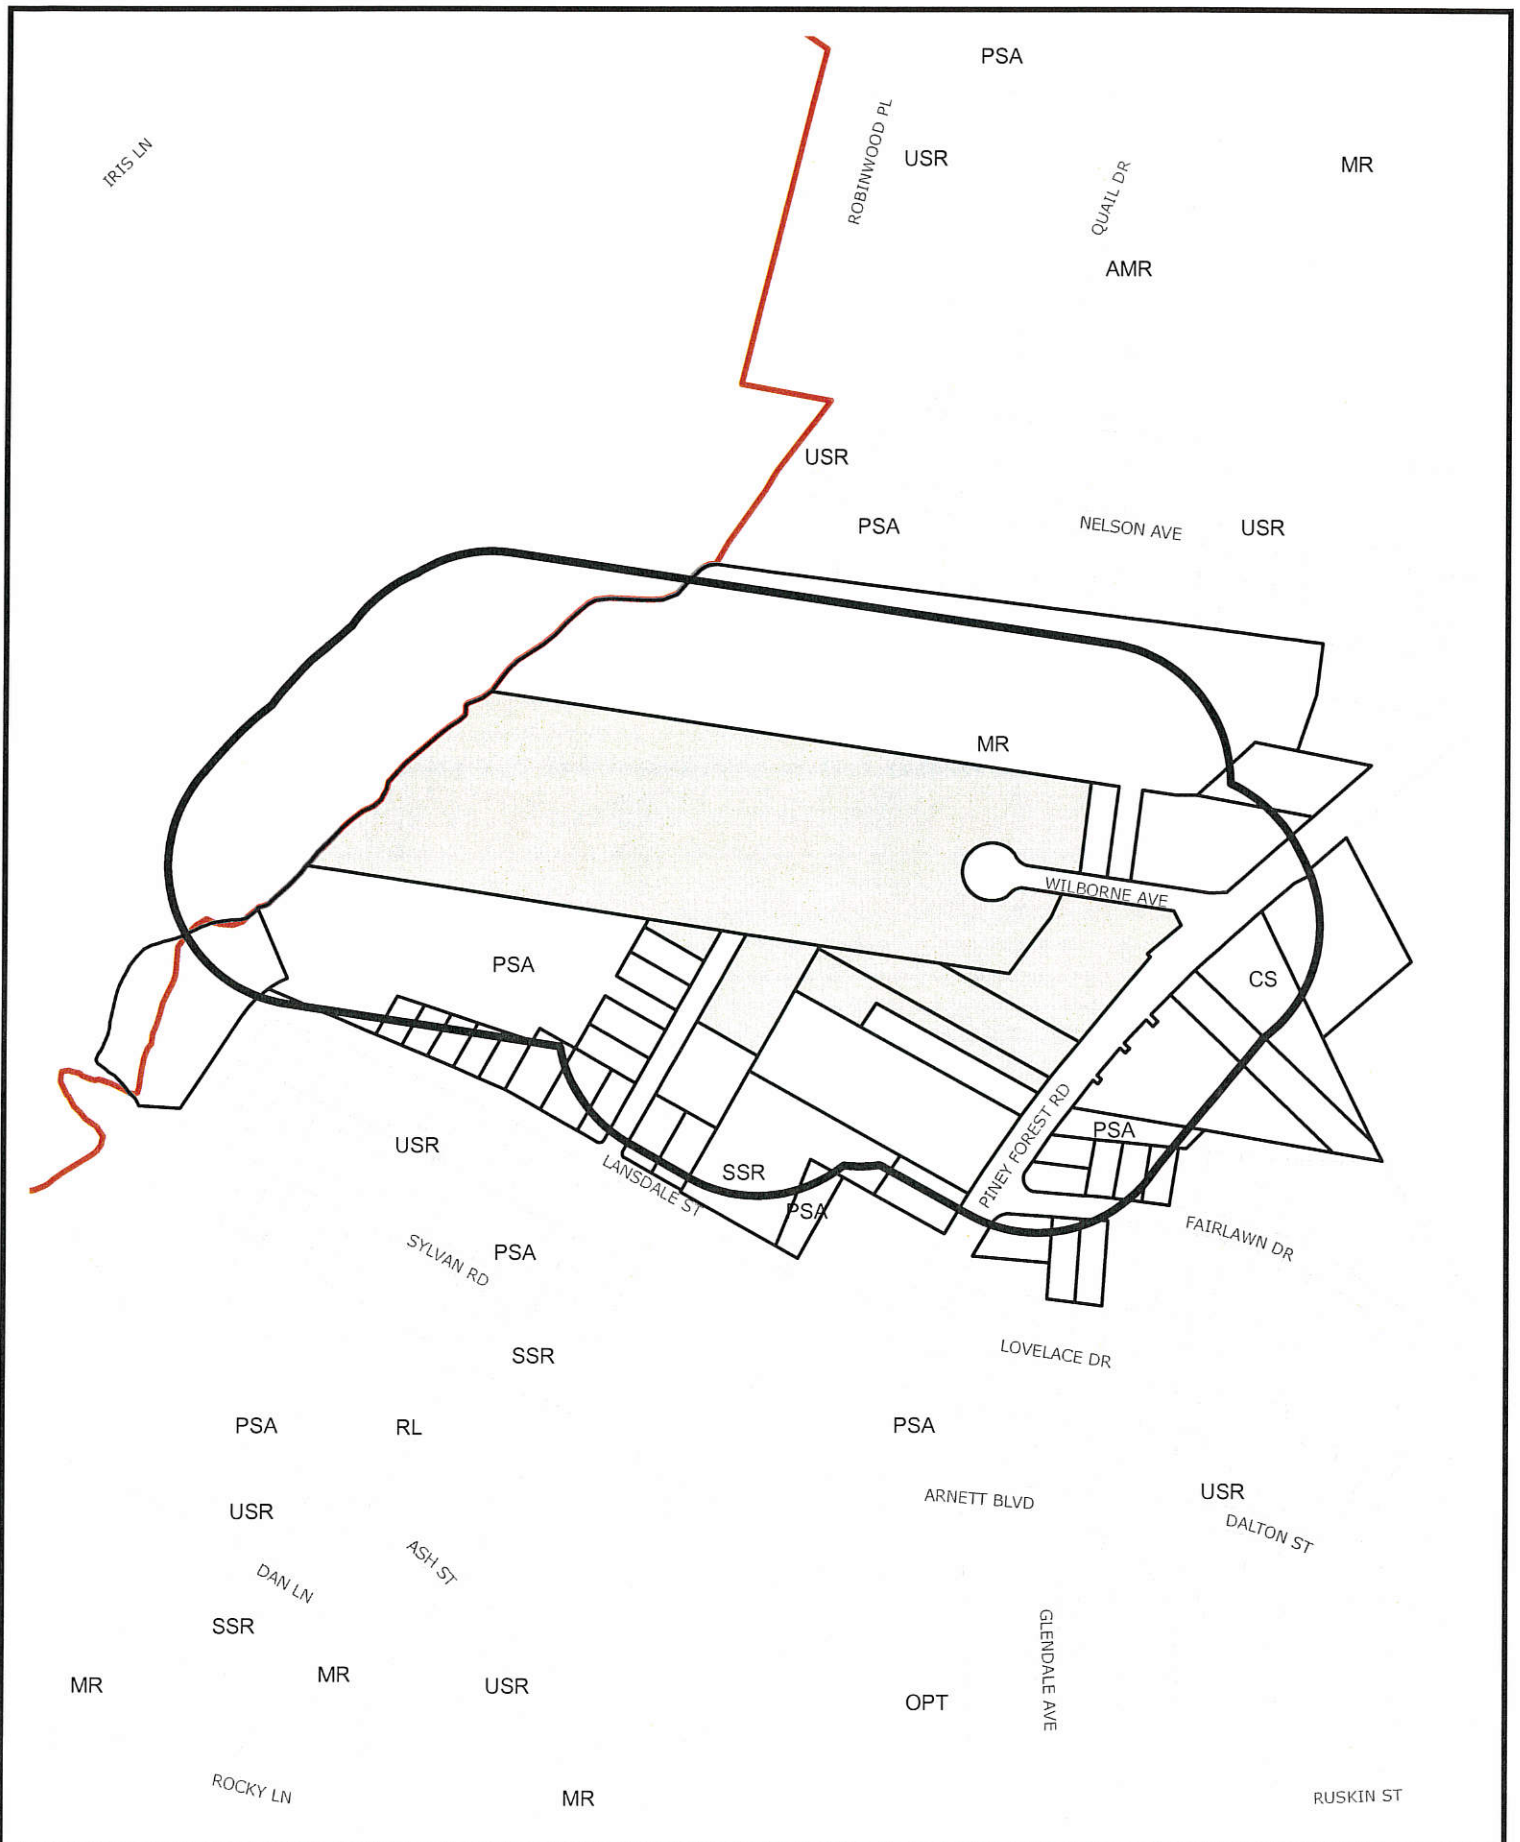 PSA
ROBINWOOD PL
IRIS LN
USR
QUAIL DR
MR
AMR
USR
PSA
NELSON AVE
USR
MR
WILBORNE AVE
PSA
CS
PINEY FOREST RD
PSA
USR
LANSDALE ST
SSR
PSA
FAIRLAWN DR
SYLVAN RD
PSA
LOVELACE DR
SSR
PSA
RL
PSA
ARNETT BLVD
USR
USR
DALTON ST
DAN LN
ASH ST
SSR
GLENDALE AVE
MR
MR
USR
OPT
ROCKY LN
MR
RUSKIN ST